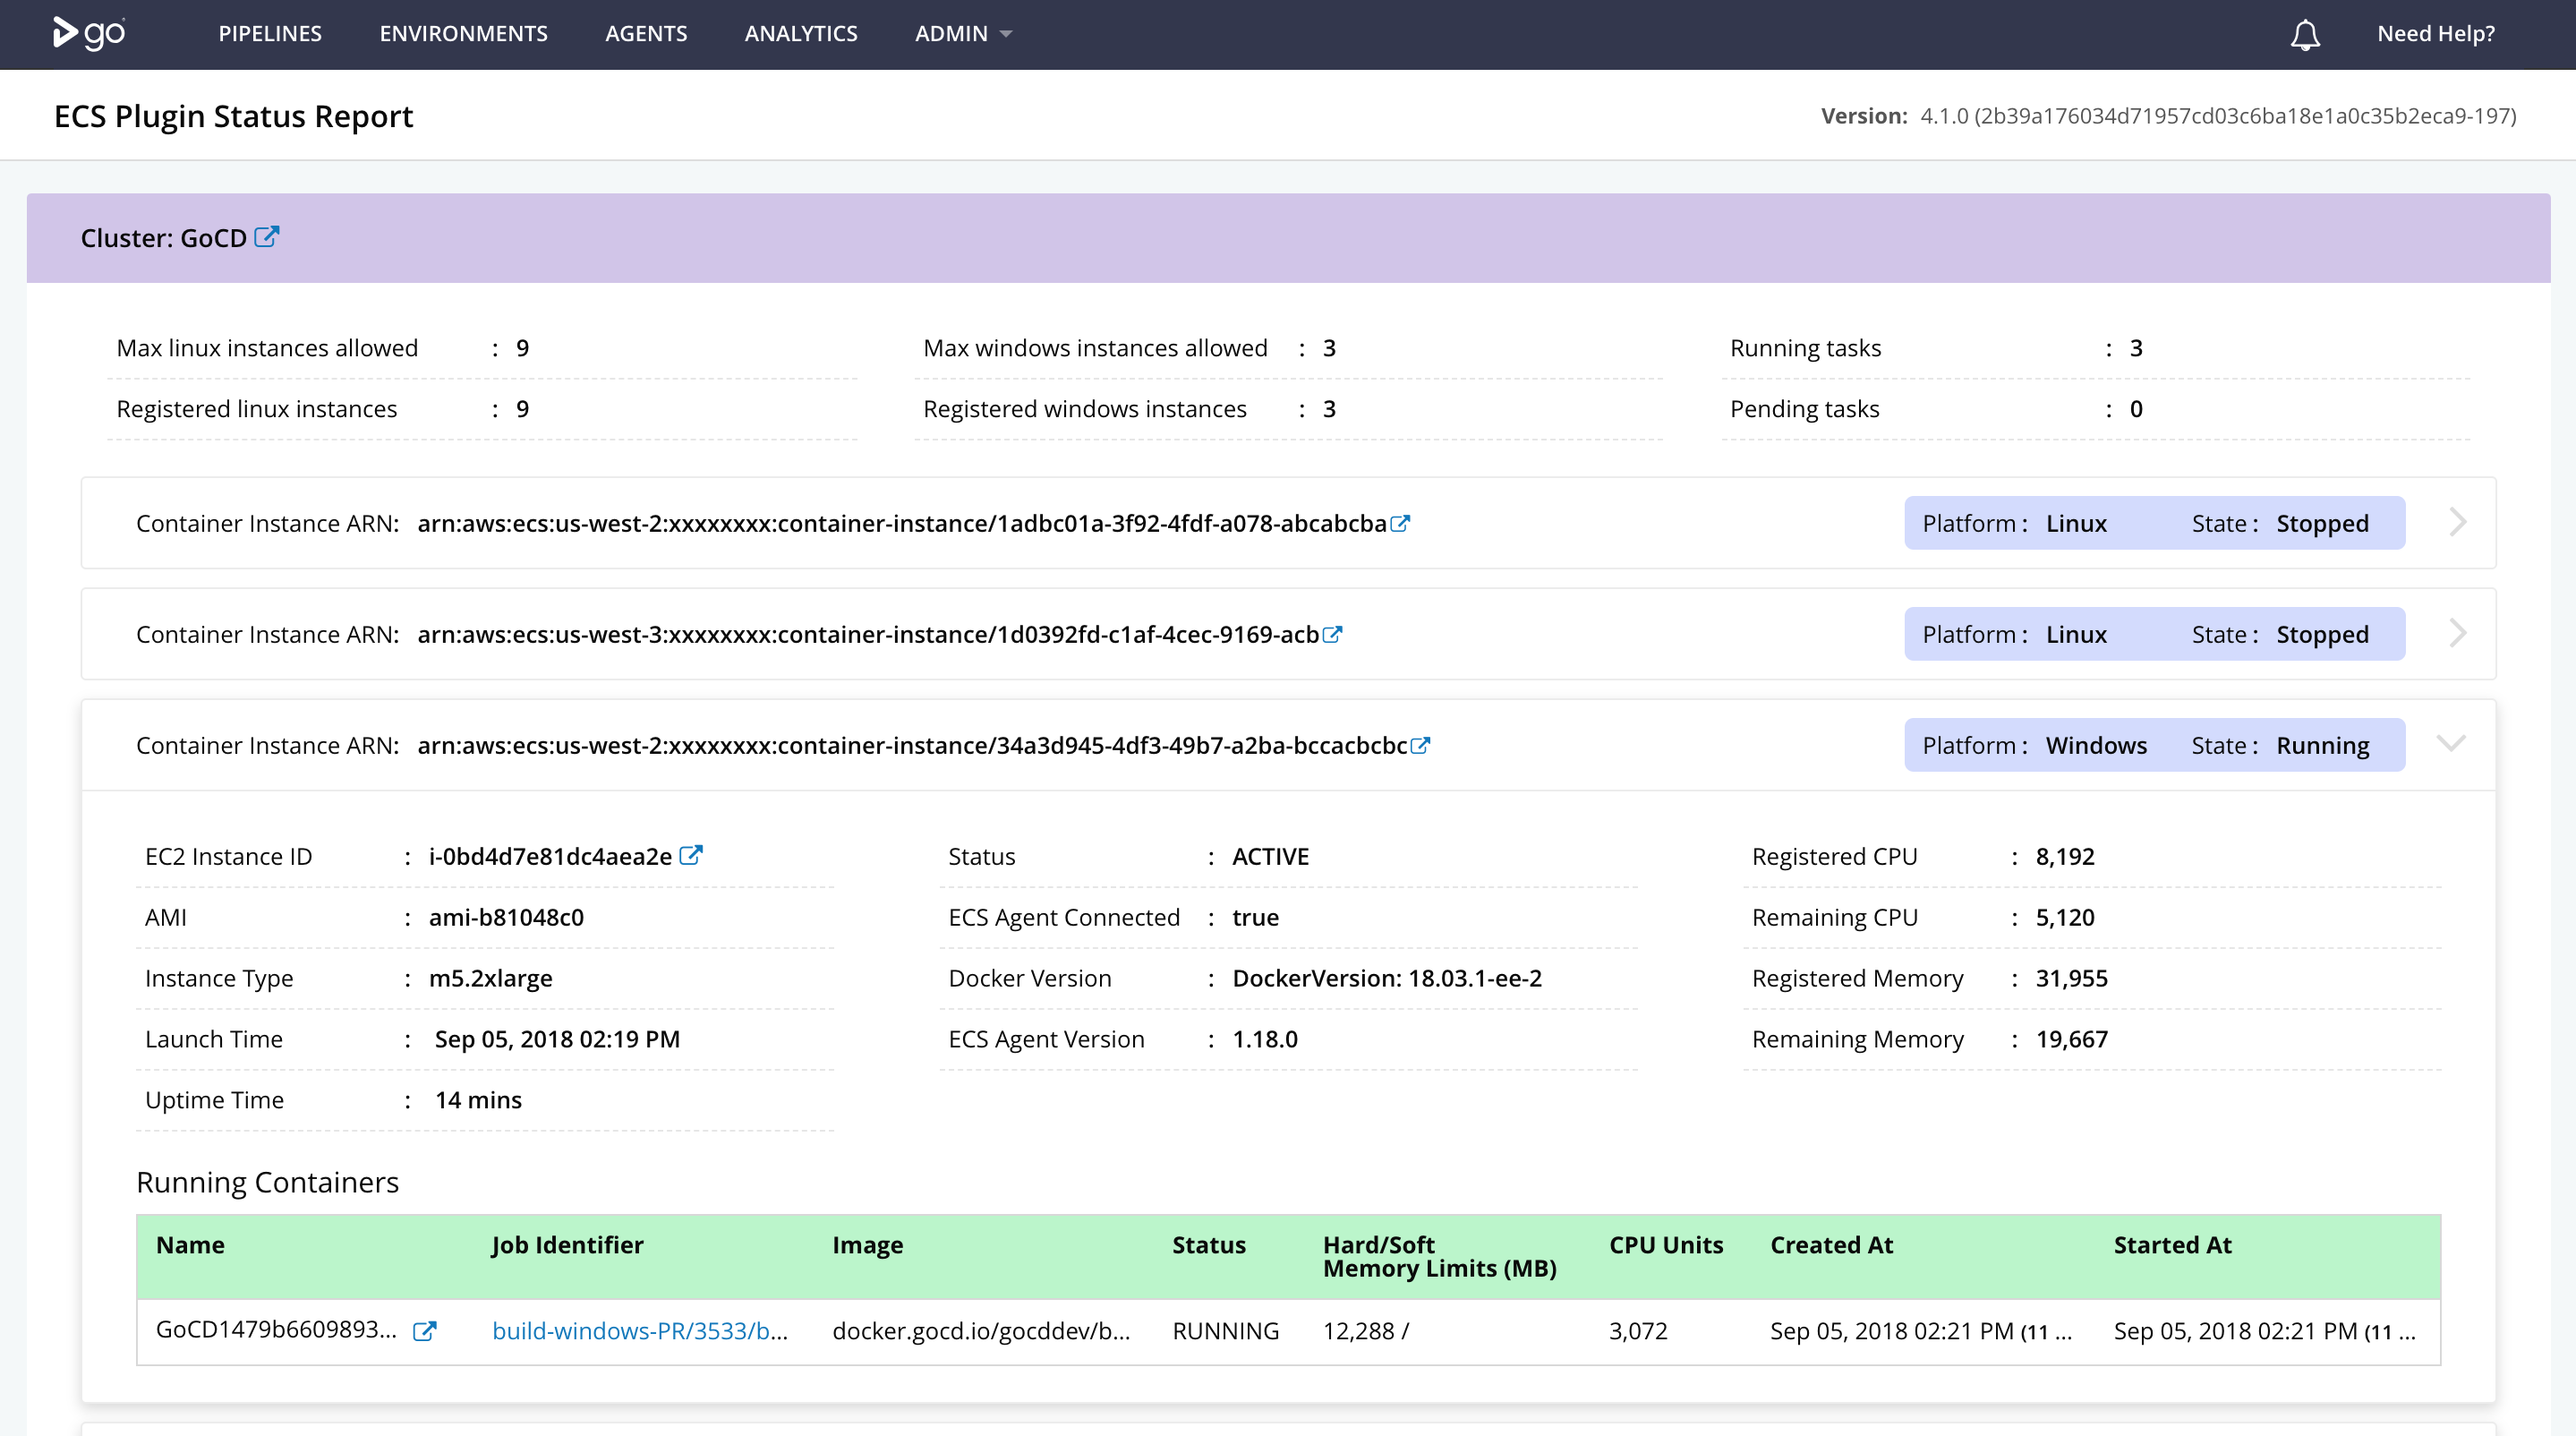 go PIPELINES ENVIRONMENTS AGENTS ANALYTICS ADMIN Need Help?
ECS Plugin Status Report Version: 4.1.0 (2b39a176034d71957cd03c6ba18e1a0c35b2eca9-197)
Cluster: GoCD
Max linux instances allowed : 9 Max windows instances allowed : 3 Running tasks : 3
Registered linux instances : 9 Registered windows instances : 3 Pending tasks : 0
Container Instance ARN: arn:aws:ecs:us-west-2:xxxxxxxx:container-instance/1adbc01a-3f92-4fdf-a078-abcabcba Platform : Linux State : Stopped
Container Instance ARN: arn:aws:ecs:us-west-3:xxxxxxxx:container-instance/1d0392fd-c1af-4cec-9169-acb Platform : Linux State : Stopped
Container Instance ARN: arn:aws:ecs:us-west-2:xxxxxxxx:container-instance/34a3d945-4df3-49b7-a2ba-bccacbcbc Platform : Windows State : Running
EC2 Instance ID : i-0bd4d7e81dc4aea2e Status : ACTIVE Registered CPU : 8,192
AMI : ami-b81048c0 ECS Agent Connected : true Remaining CPU : 5,120
Instance Type : m5.2xlarge Docker Version : DockerVersion: 18.03.1-ee-2 Registered Memory : 31,955
Launch Time : Sep 05, 2018 02:19 PM ECS Agent Version : 1.18.0 Remaining Memory : 19,667
Uptime Time : 14 mins
Running Containers
Name Job Identifier Image Status Hard/Soft CPU Units Created At Started At
Memory Limits (MB)
GoCD1479b6609893... build-windows-PR/3533/b... docker.gocd.io/gocddev/b... RUNNING 12,288 / 3,072 Sep 05, 2018 02:21 PM (11 ... Sep 05, 2018 02:21 PM (11 ...